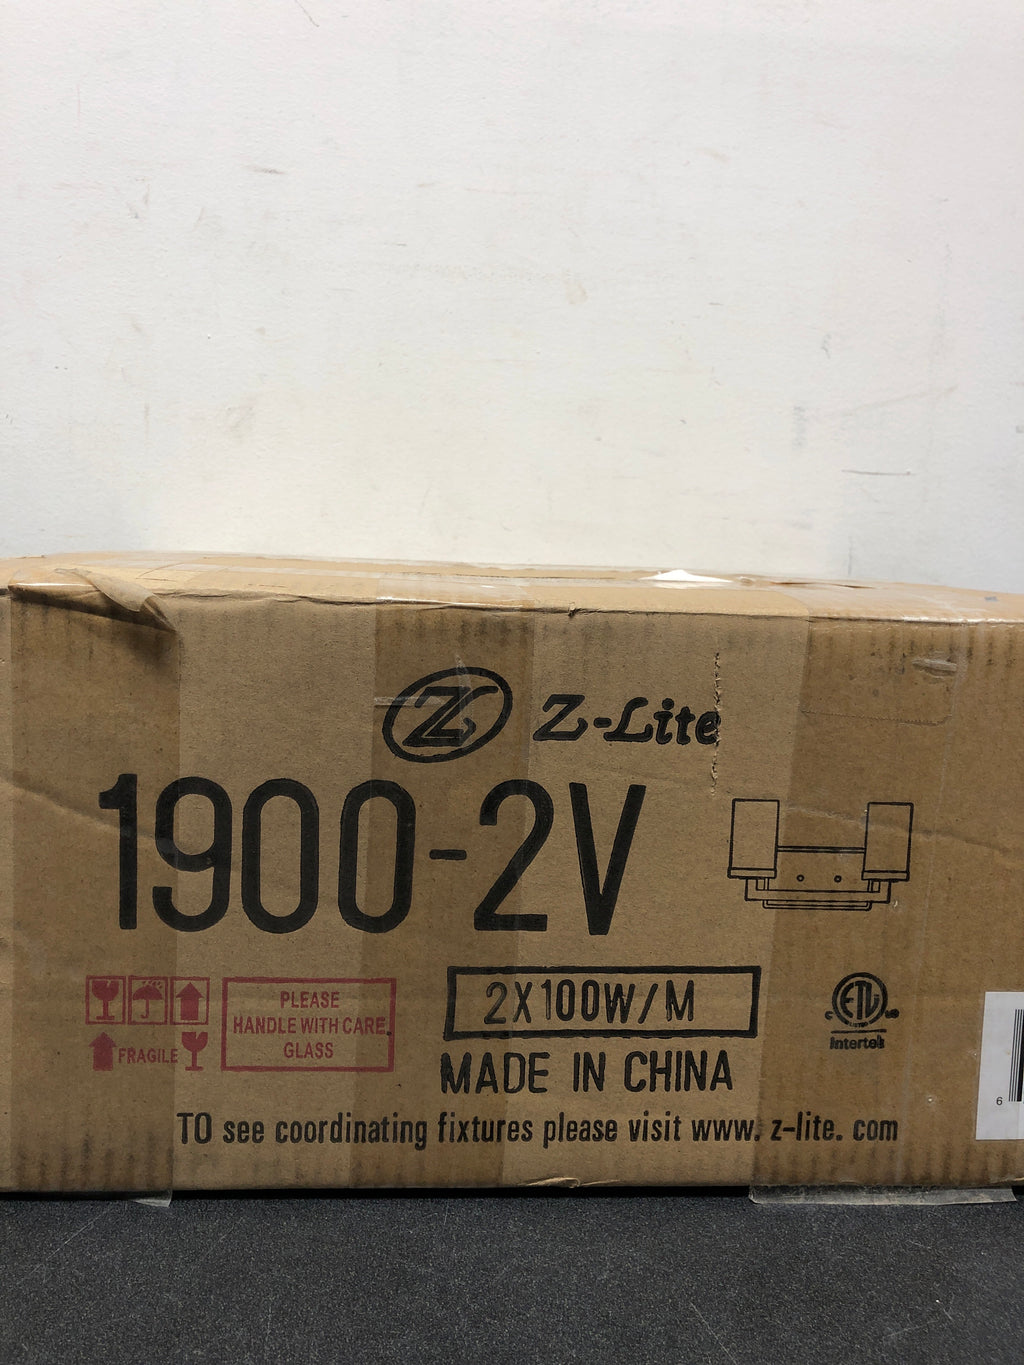 Z-Lite
1900-2V
PLEASE
HANDLE WITH CARE.
GLASS
FRAGILE
2X100W/M
ETL
Intertek
MADE IN CHINA
TO see coordinating fixtures please visit www. z-lite. com
6